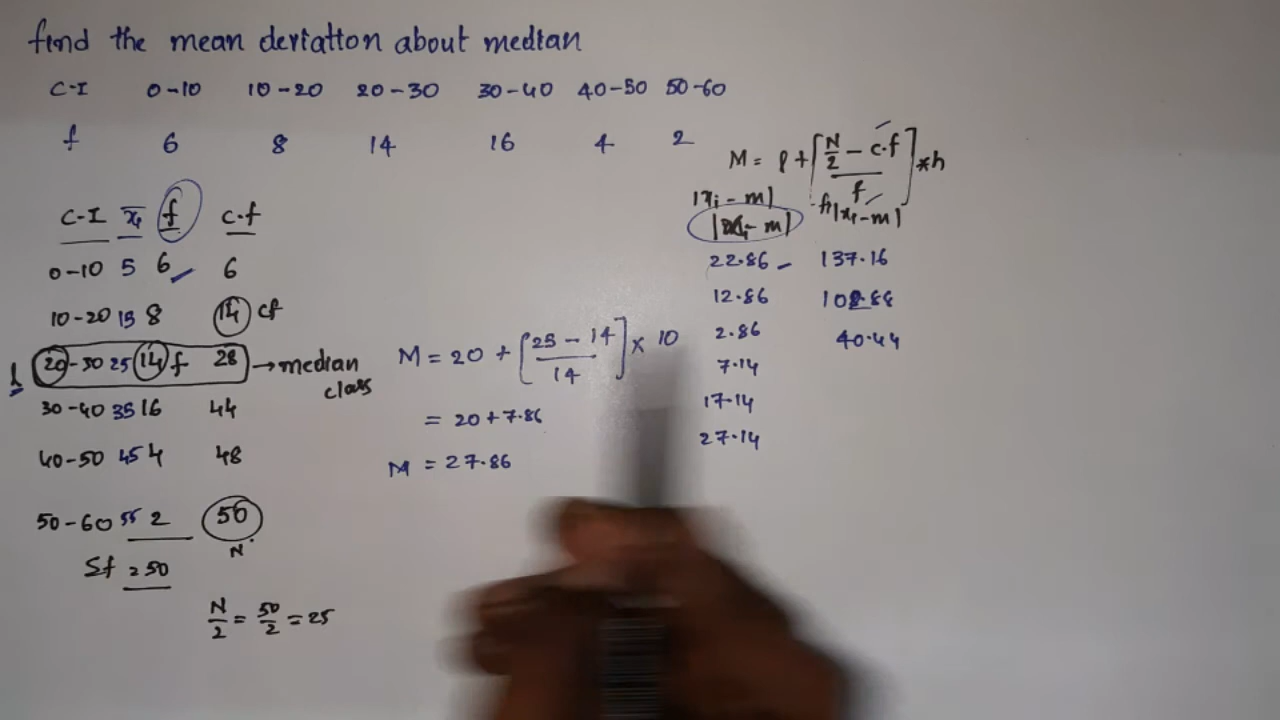 find the mean deviation about median
C-I 0-10 10-20 20-30 30-40 40-50 50-60
f 6 8 14 16 4 2
M = l + [N/2 - c.f / f] * h
C-I xi f c.f
|xi - m| fi|xi - m|
|xi - m|
0-10 5 6 6
22.86 137.16
10-20 15 8 14 cf
12.86 102.88
l 20-30 25 14 f 28 → median class
M = 20 + [25 - 14 / 14] × 10
2.86 40.44
7.14
30-40 35 16 44
= 20 + 7.86
17.14
27.14
40-50 45 4 48
M = 27.86
50-60 55 2 50
N
Sf = 50
N/2 = 50/2 = 25